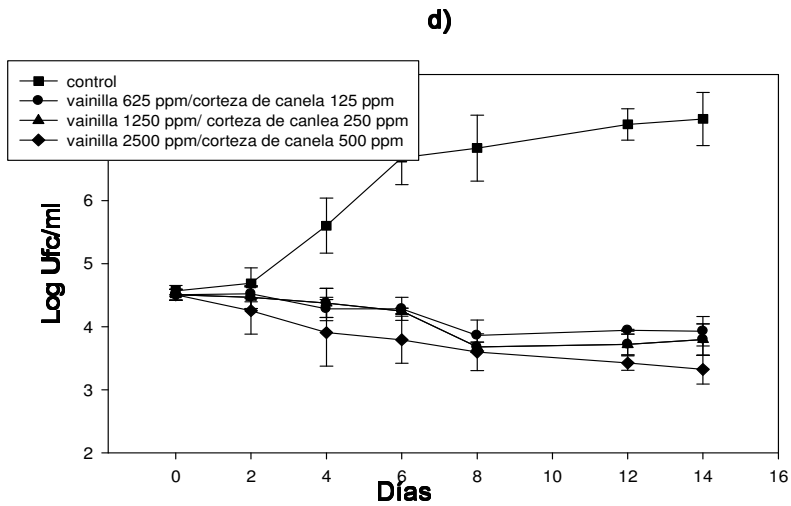 d)
control
vainilla 625 ppm/corteza de canela 125 ppm
vainilla 1250 ppm/ corteza de canlea 250 ppm
vainilla 2500 ppm/corteza de canela 500 ppm
Log Ufc/ml
6
5
4
3
2
0 2 4 6 8 10 12 14 16
Días